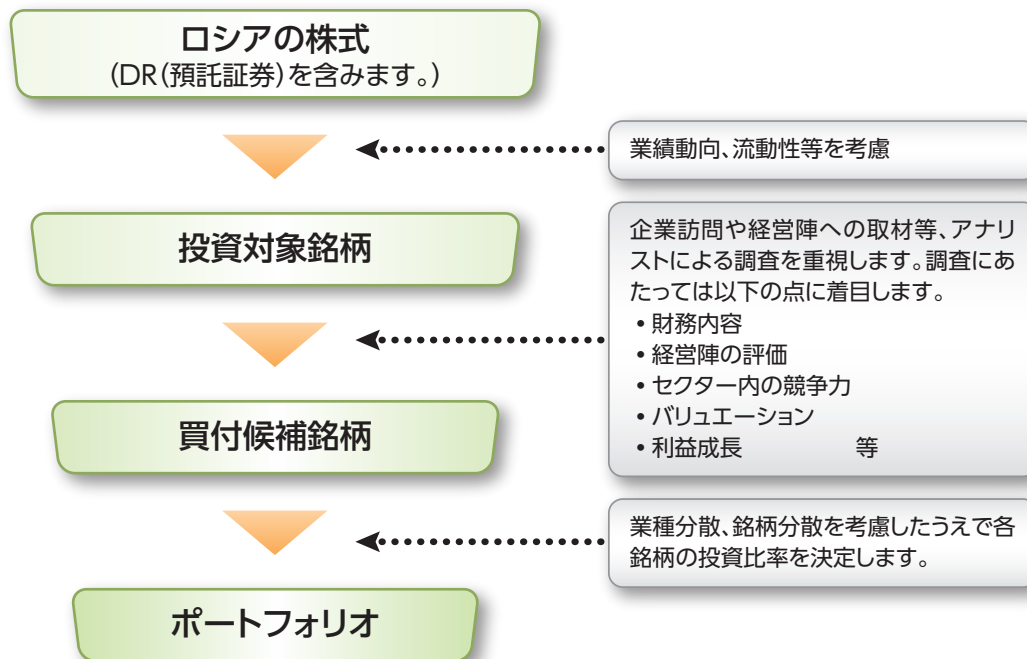 ロシアの株式
(DR(預託証券)を含みます。)
業績動向、流動性等を考慮
投資対象銘柄
企業訪問や経営陣への取材等、アナリ
ストによる調査を重視します。調査にあ
たっては以下の点に着目します。
•財務内容
•経営陣の評価
•セクター内の競争力
•バリュエーション
•利益成長 等
買付候補銘柄
業種分散、銘柄分散を考慮したうえで各
銘柄の投資比率を決定します。
ポートフォリオ